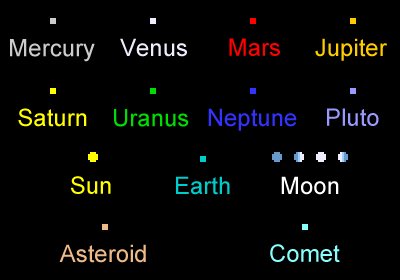 Mercury Venus Mars Jupiter
Saturn Uranus Neptune Pluto
Sun Earth Moon
Asteroid Comet